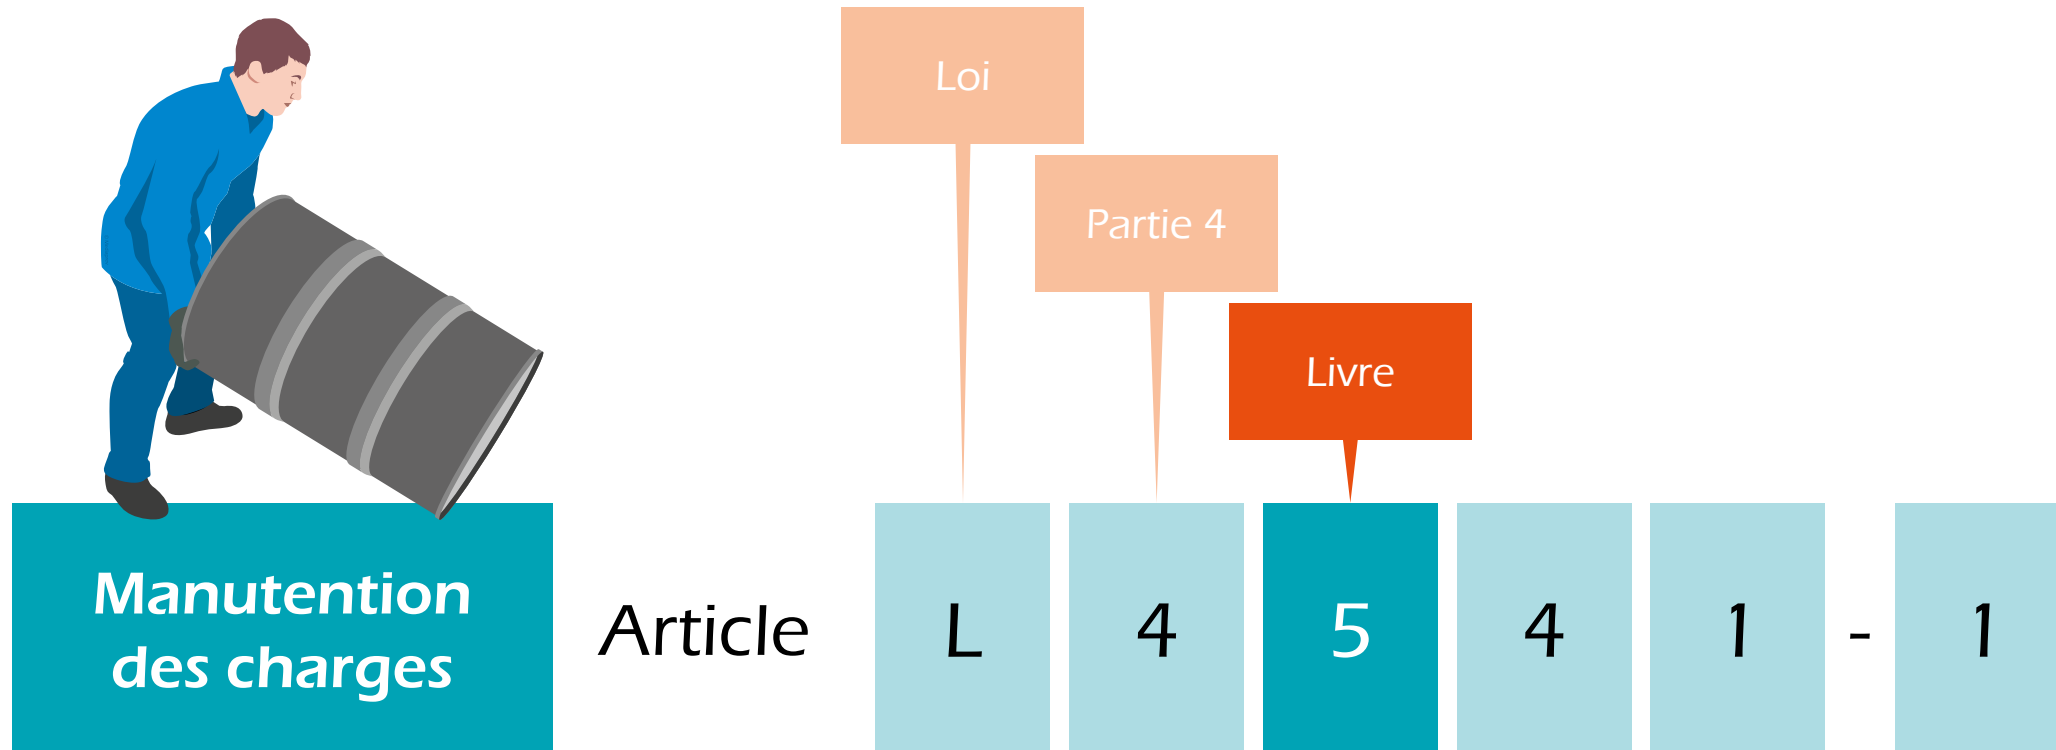 Loi
Partie 4
Livre
Manutention
des charges
Article L 4 5 4 1 - 1